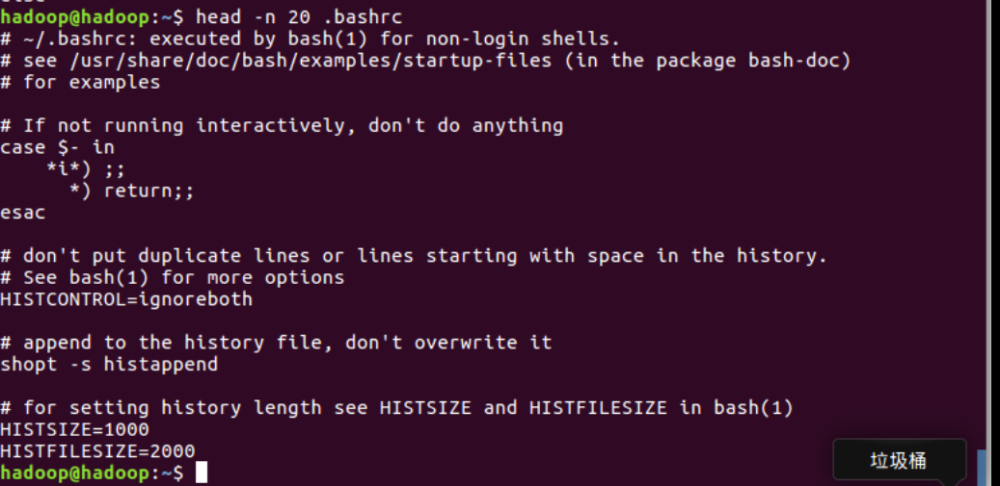 hadoop@hadoop:~$ head -n 20 .bashrc
# ~/.bashrc: executed by bash(1) for non-login shells.
# see /usr/share/doc/bash/examples/startup-files (in the package bash-doc)
# for examples

# If not running interactively, don't do anything
case $- in
    *i*) ;;
      *) return;;
esac

# don't put duplicate lines or lines starting with space in the history.
# See bash(1) for more options
HISTCONTROL=ignoreboth

# append to the history file, don't overwrite it
shopt -s histappend

# for setting history length see HISTSIZE and HISTFILESIZE in bash(1)
HISTSIZE=1000
HISTFILESIZE=2000
hadoop@hadoop:~$
垃圾桶